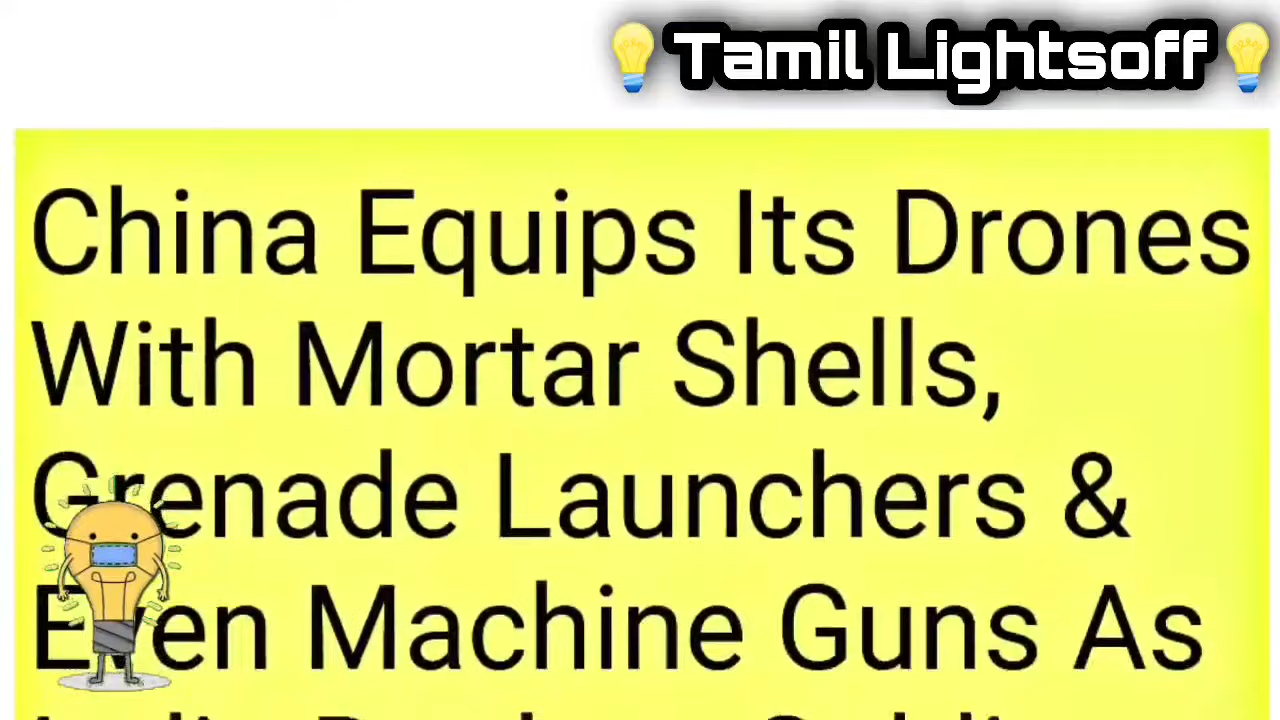 Tamil Lightsoff
China Equips Its Drones
With Mortar Shells,
Grenade Launchers &
Even Machine Guns As